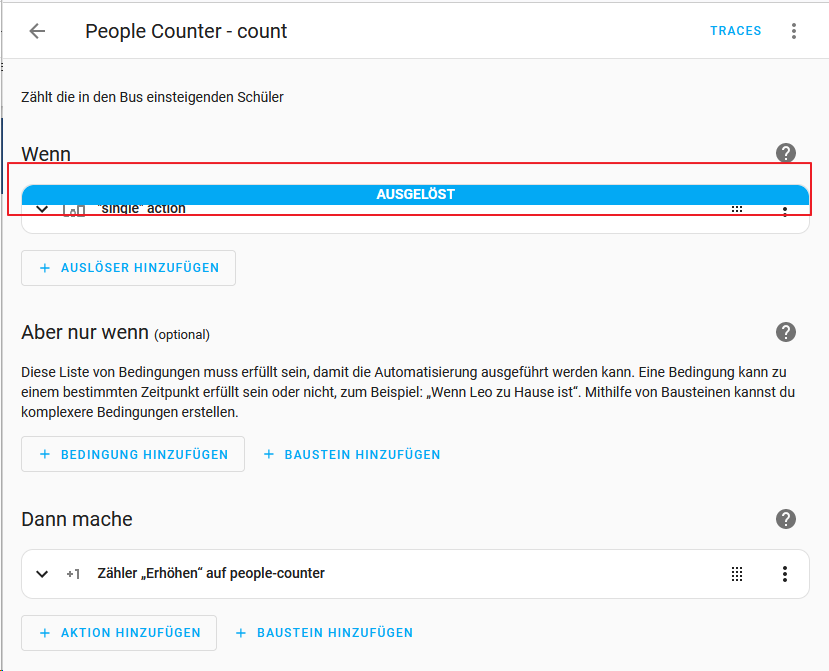 People Counter - count
TRACES
Zählt die in den Bus einsteigenden Schüler
Wenn
AUSGELÖST
"single" action
AUSLÖSER HINZUFÜGEN
Aber nur wenn (optional)
Diese Liste von Bedingungen muss erfüllt sein, damit die Automatisierung ausgeführt werden kann. Eine Bedingung kann zu
einem bestimmten Zeitpunkt erfüllt sein oder nicht, zum Beispiel: „Wenn Leo zu Hause ist“. Mithilfe von Bausteinen kannst du
komplexere Bedingungen erstellen.
+ BEDINGUNG HINZUFÜGEN + BAUSTEIN HINZUFÜGEN
Dann mache
+1 Zähler „Erhöhen“ auf people-counter
+ AKTION HINZUFÜGEN + BAUSTEIN HINZUFÜGEN